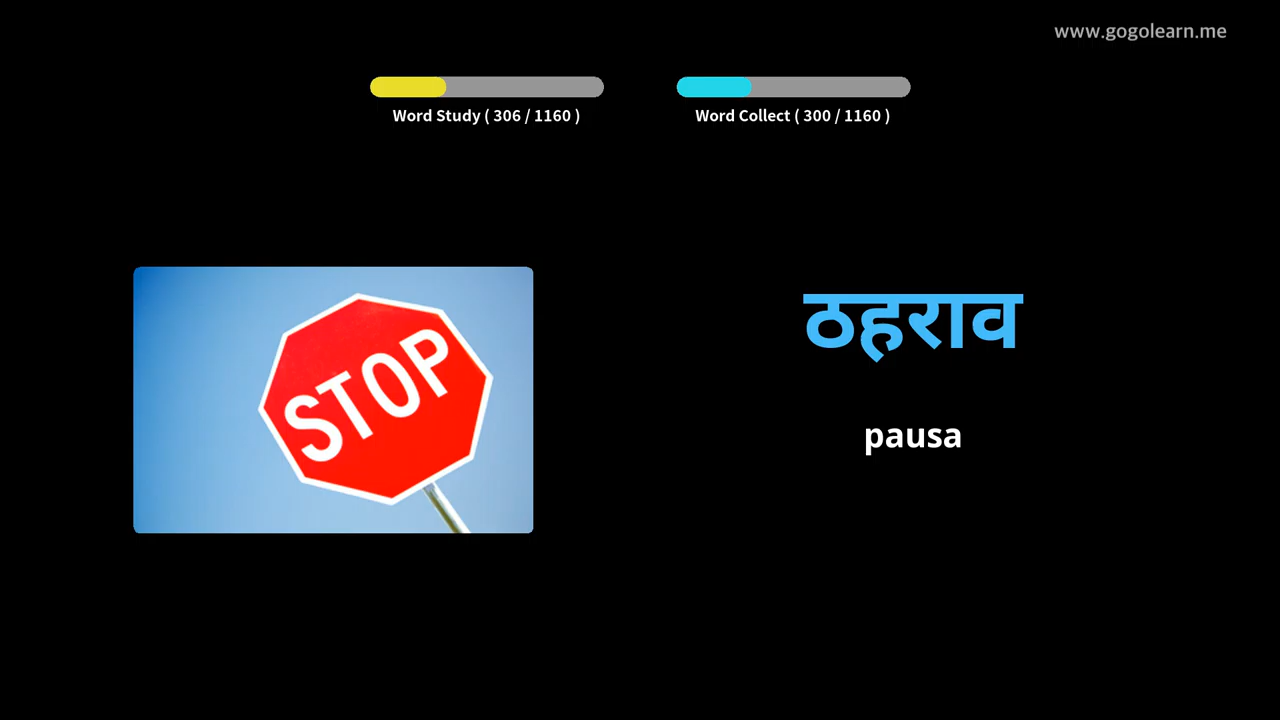 www.gogolearn.me
Word Study ( 306 / 1160 )
Word Collect ( 300 / 1160 )
STOP
ठहराव
pausa